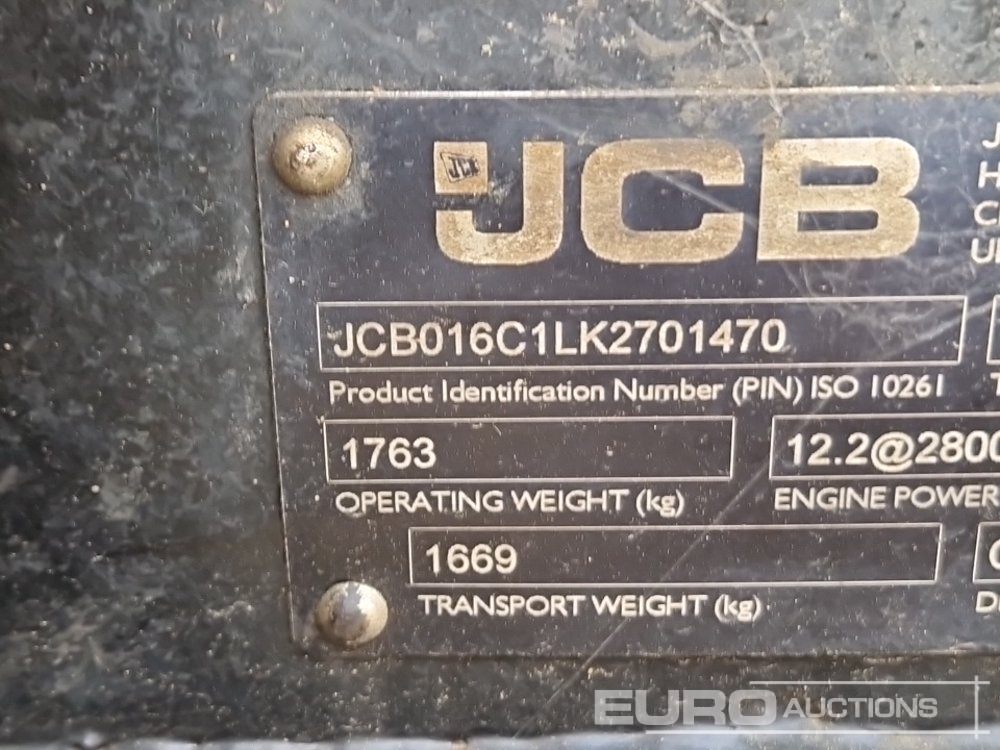 JCB
JCB
JCB016C1LK2701470
Product Identification Number (PIN) ISO 10261
1763
12.2@2800
OPERATING WEIGHT (kg)
ENGINE POWER
1669
TRANSPORT WEIGHT (kg)
EURO AUCTIONS